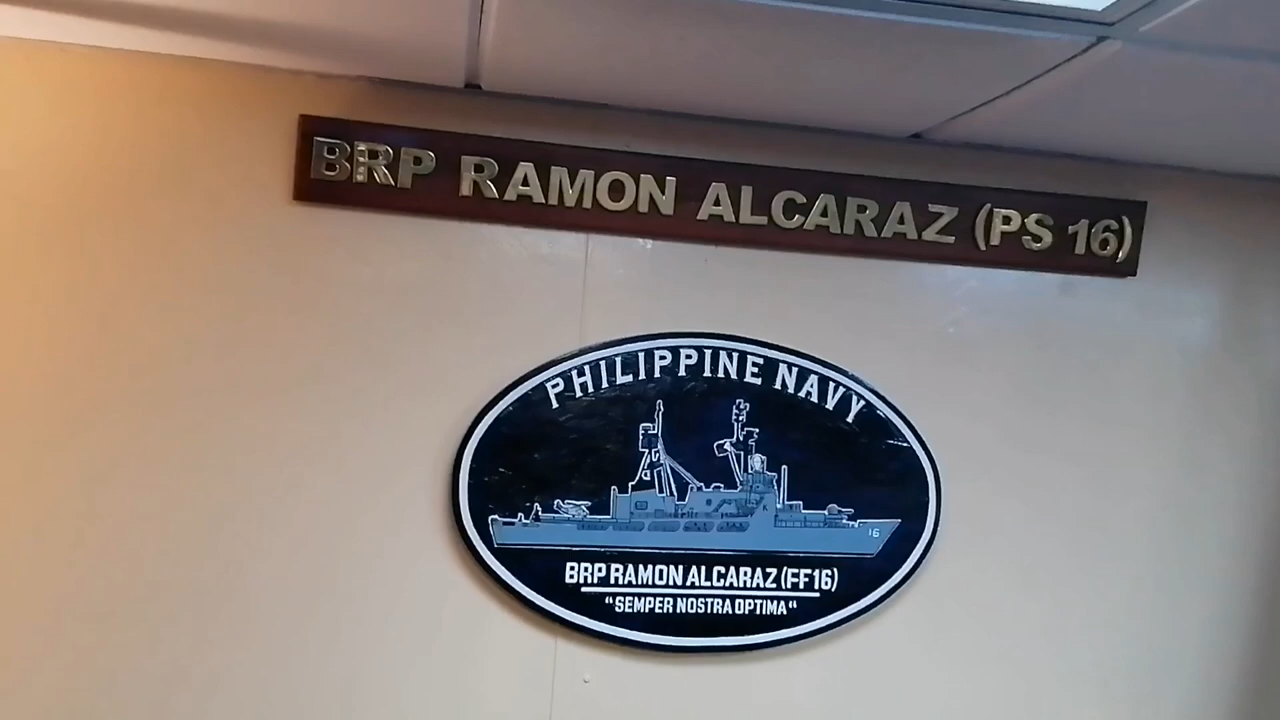 BRP RAMON ALCARAZ (PS 16)
PHILIPPINE NAVY
16
BRP RAMON ALCARAZ (FF16)
“SEMPER NOSTRA OPTIMA“